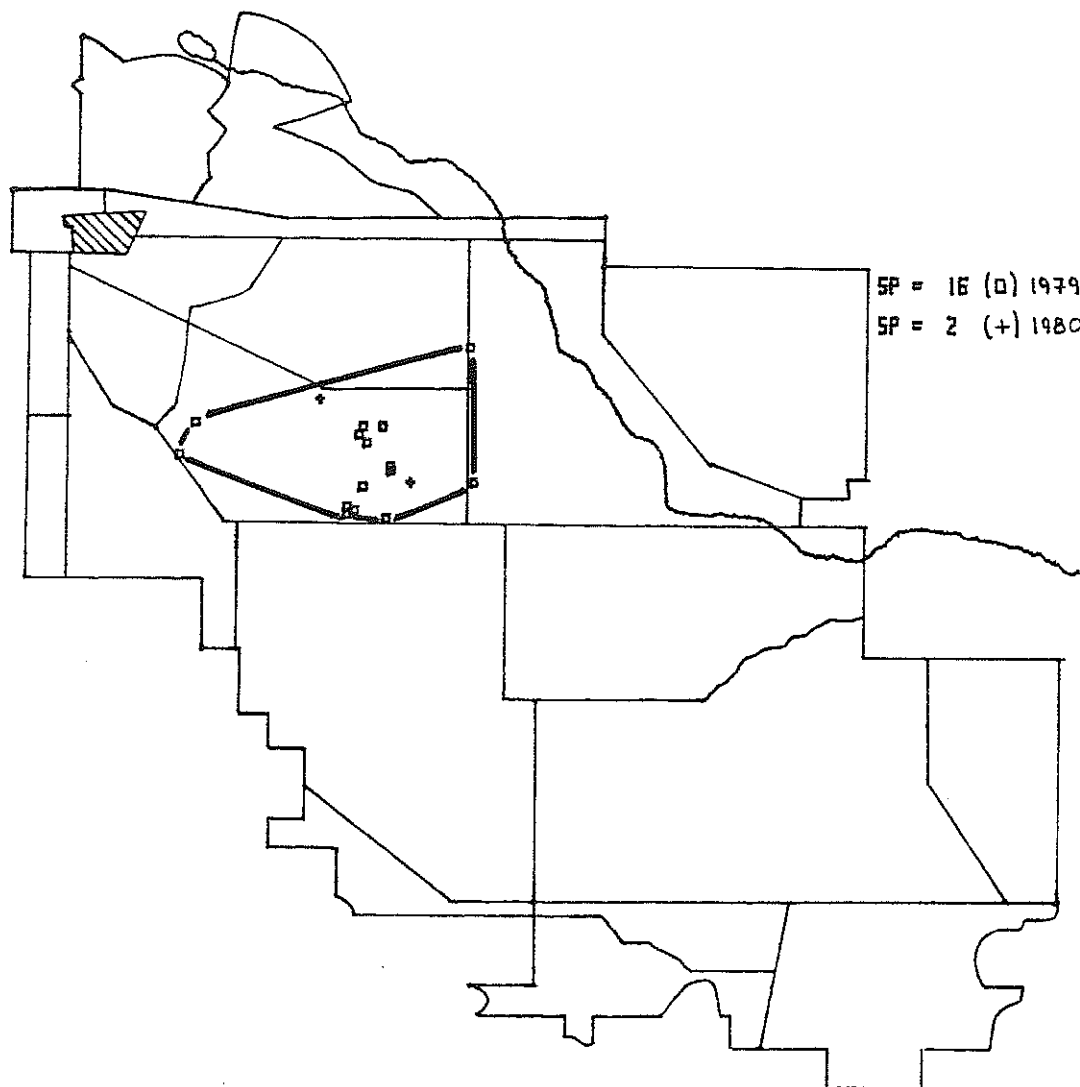 SP = 16 (□) 1979
SP = 2 (+) 1980